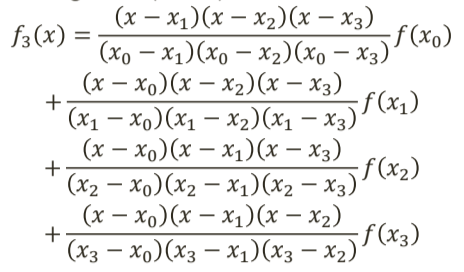 f₃(x) = (x − x₁)(x − x₂)(x − x₃) / (x₀ − x₁)(x₀ − x₂)(x₀ − x₃) f(x₀)
+ (x − x₀)(x − x₂)(x − x₃) / (x₁ − x₀)(x₁ − x₂)(x₁ − x₃) f(x₁)
+ (x − x₀)(x − x₁)(x − x₃) / (x₂ − x₀)(x₂ − x₁)(x₂ − x₃) f(x₂)
+ (x − x₀)(x − x₁)(x − x₂) / (x₃ − x₀)(x₃ − x₁)(x₃ − x₂) f(x₃)